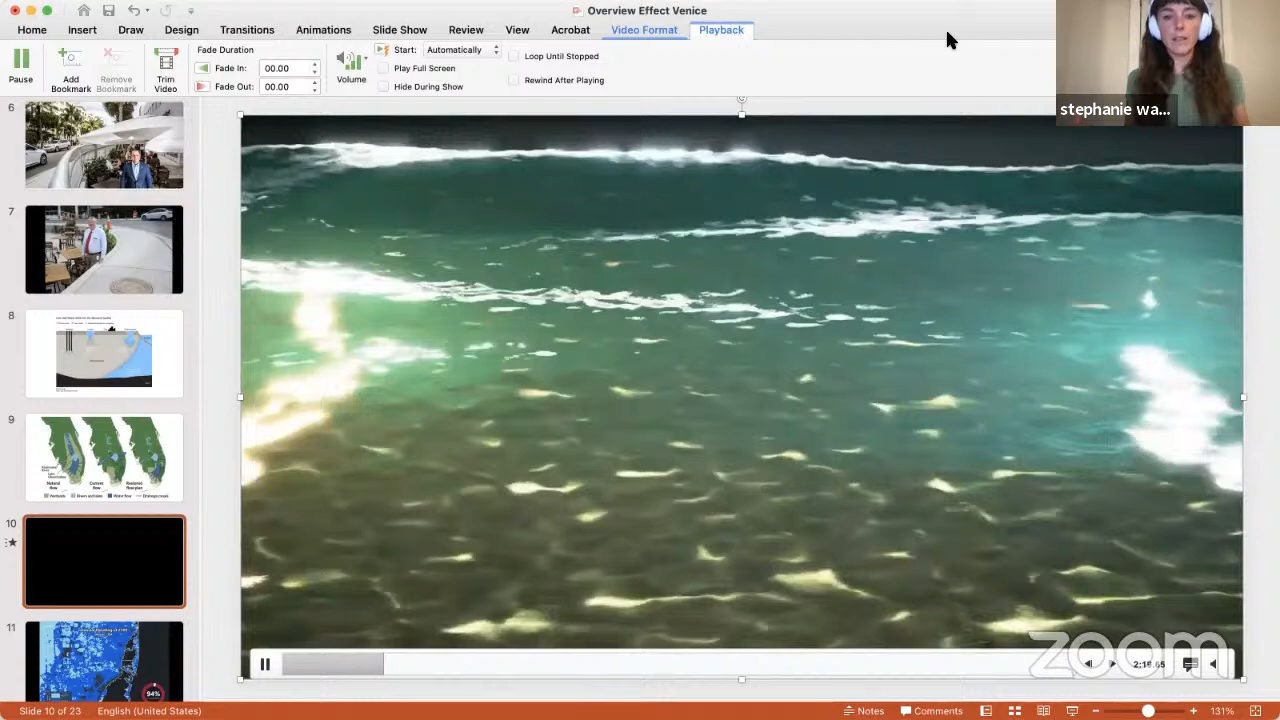 Overview Effect Venice
Home Insert Draw Design Transitions Animations Slide Show Review View Acrobat Video Format Playback
Pause
Add Bookmark
Remove Bookmark
Trim Video
Fade Duration
Fade In: 00.00
Fade Out: 00.00
Volume
Start: Automatically
Play Full Screen
Hide During Show
Loop Until Stopped
Rewind After Playing
stephanie wa...
6
7
8
9
10
11
94%
zoom
Slide 10 of 23 English (United States) Notes Comments 131%